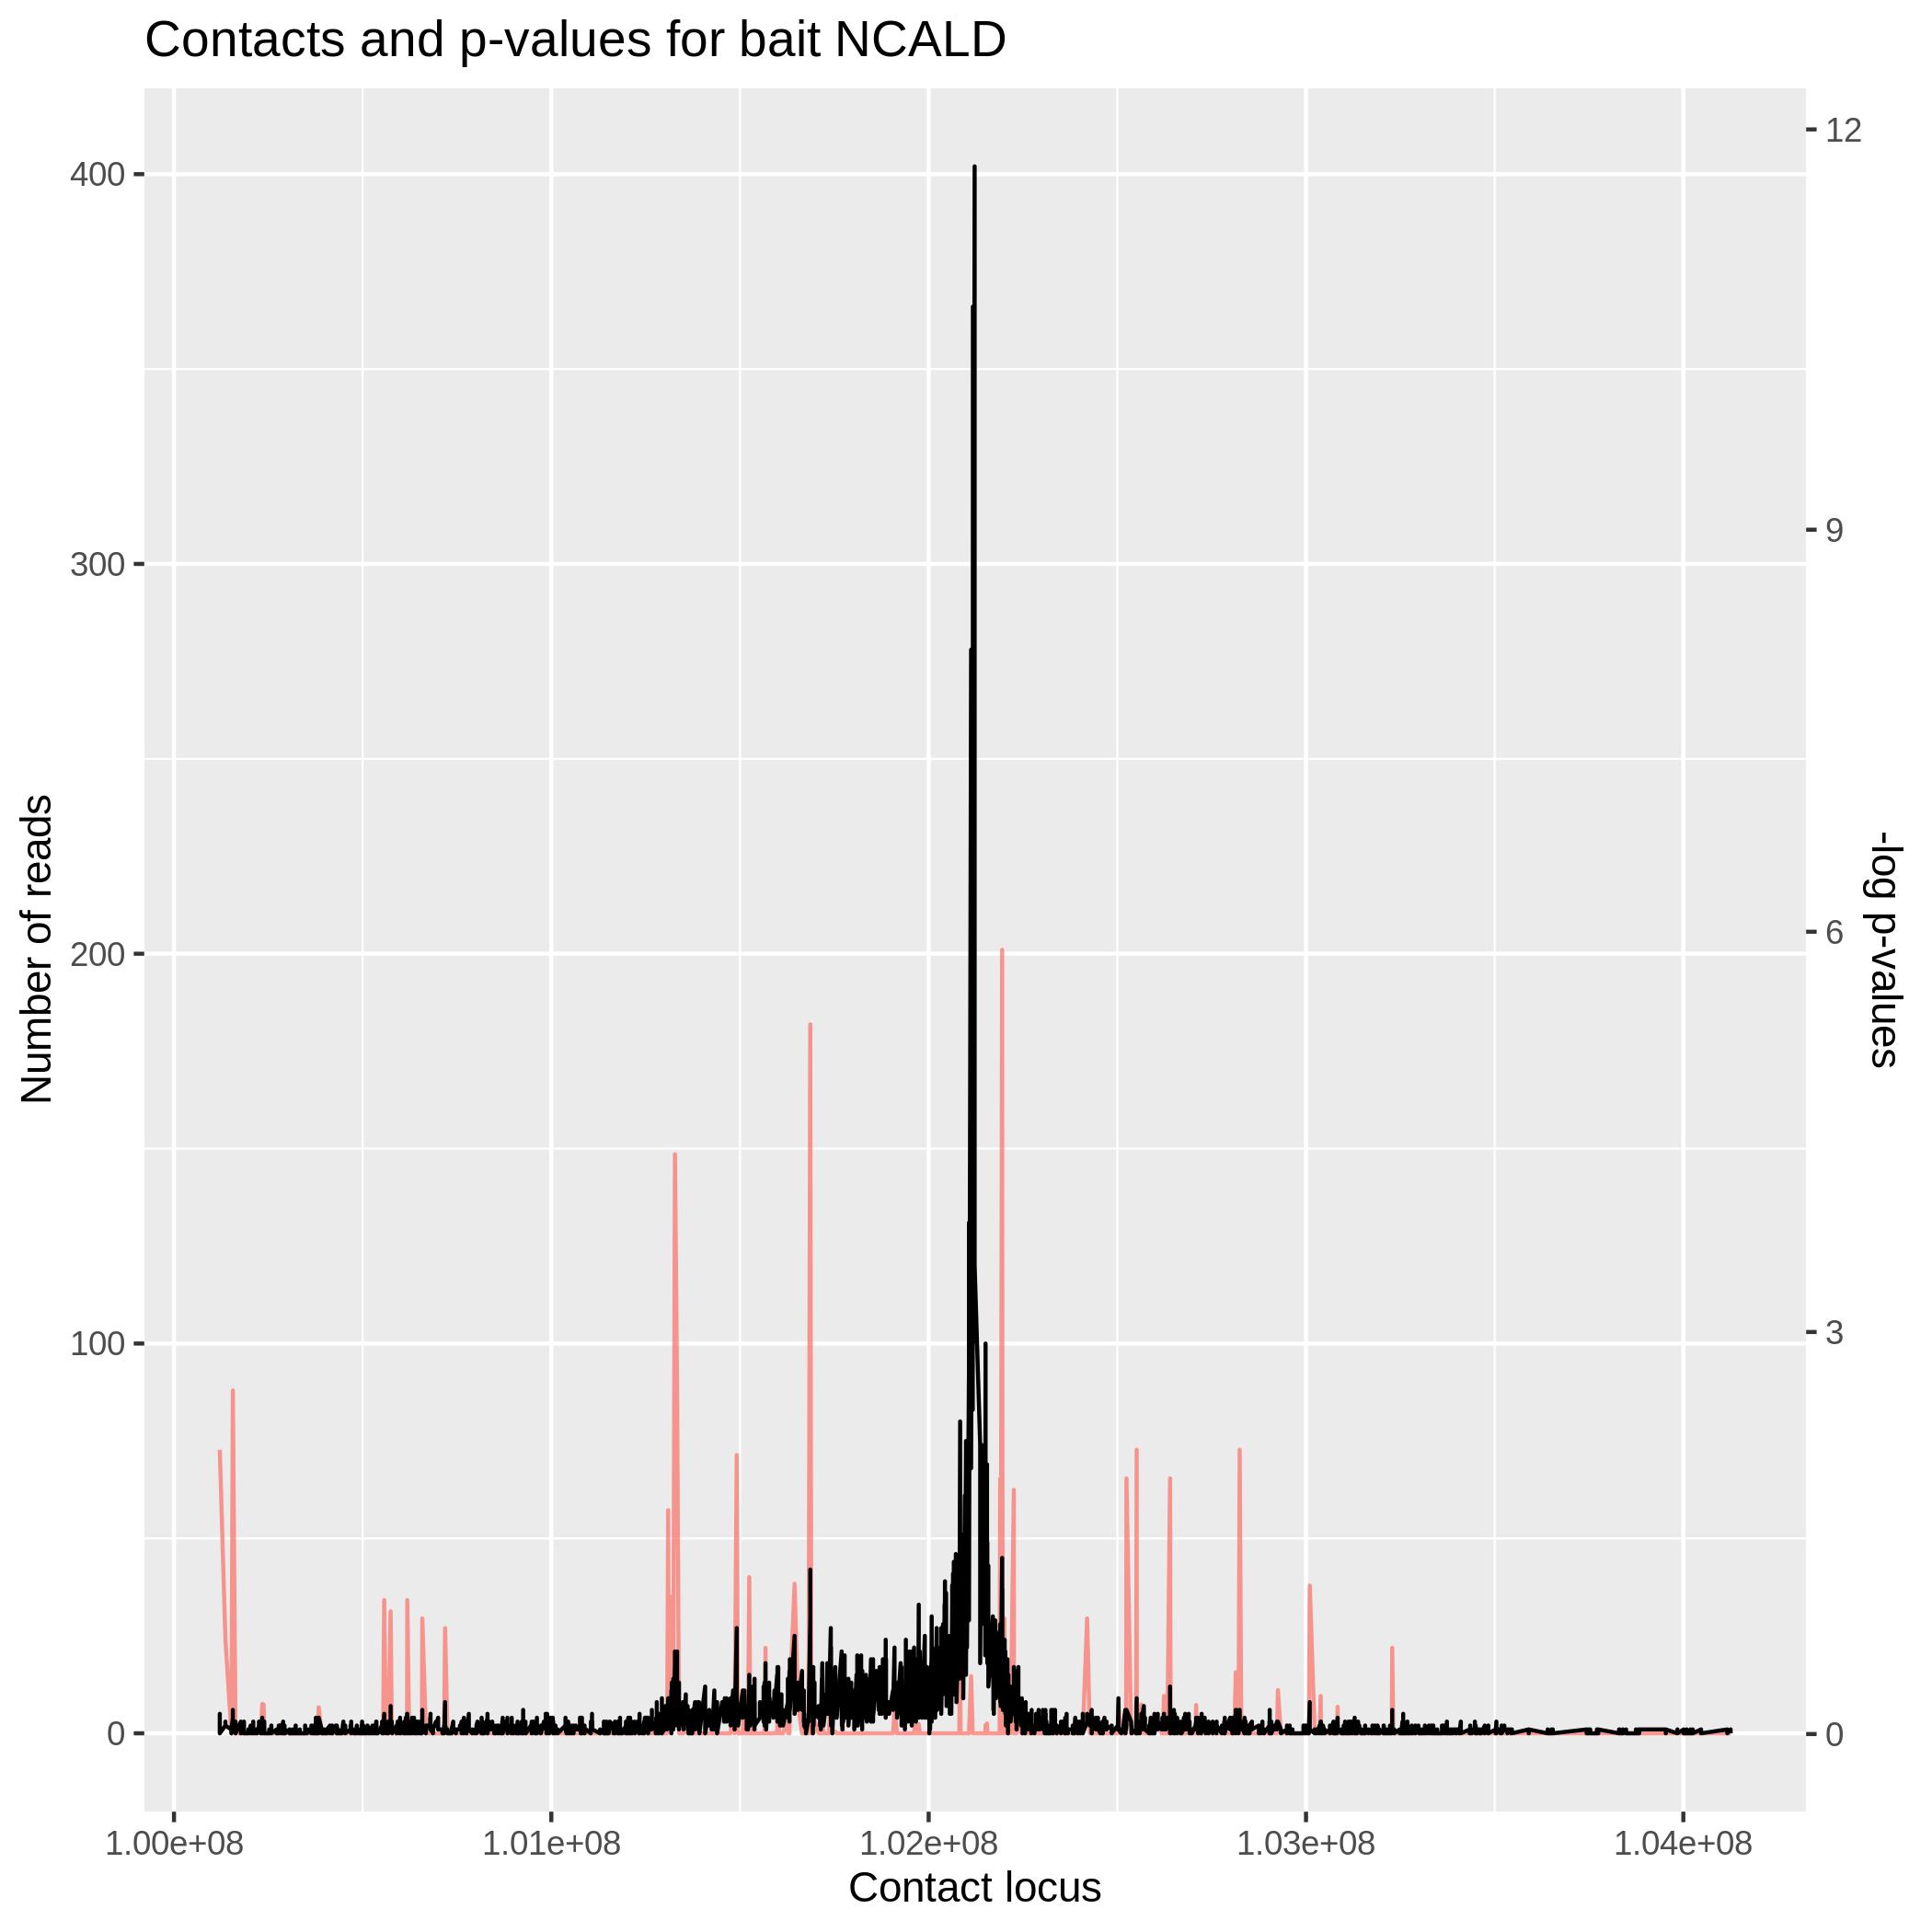 Contacts and p-values for bait NCALD
400
300
200
100
0
12
9
6
3
0
Number of reads
-log p-values
1.00e+08 1.01e+08 1.02e+08 1.03e+08 1.04e+08
Contact locus